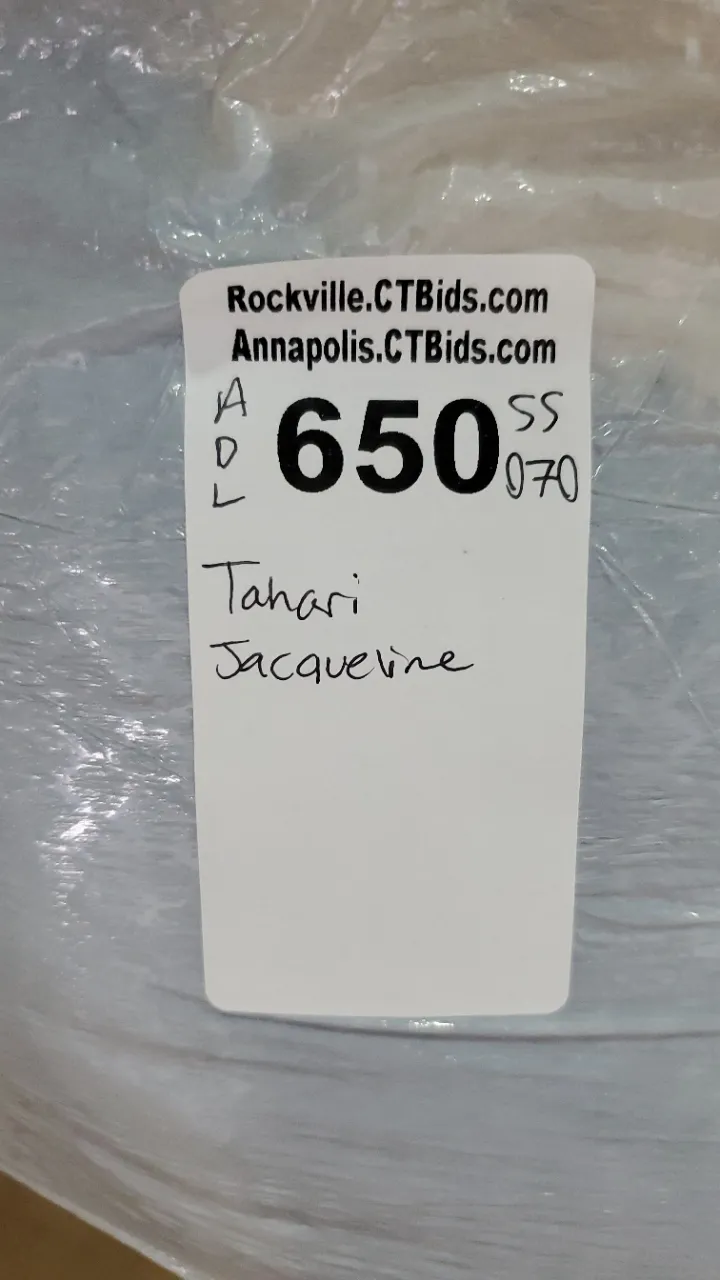 Rockville.CTBids.com
Annapolis.CTBids.com
A
D
L
650
SS
070
Tahari
Jacqueline